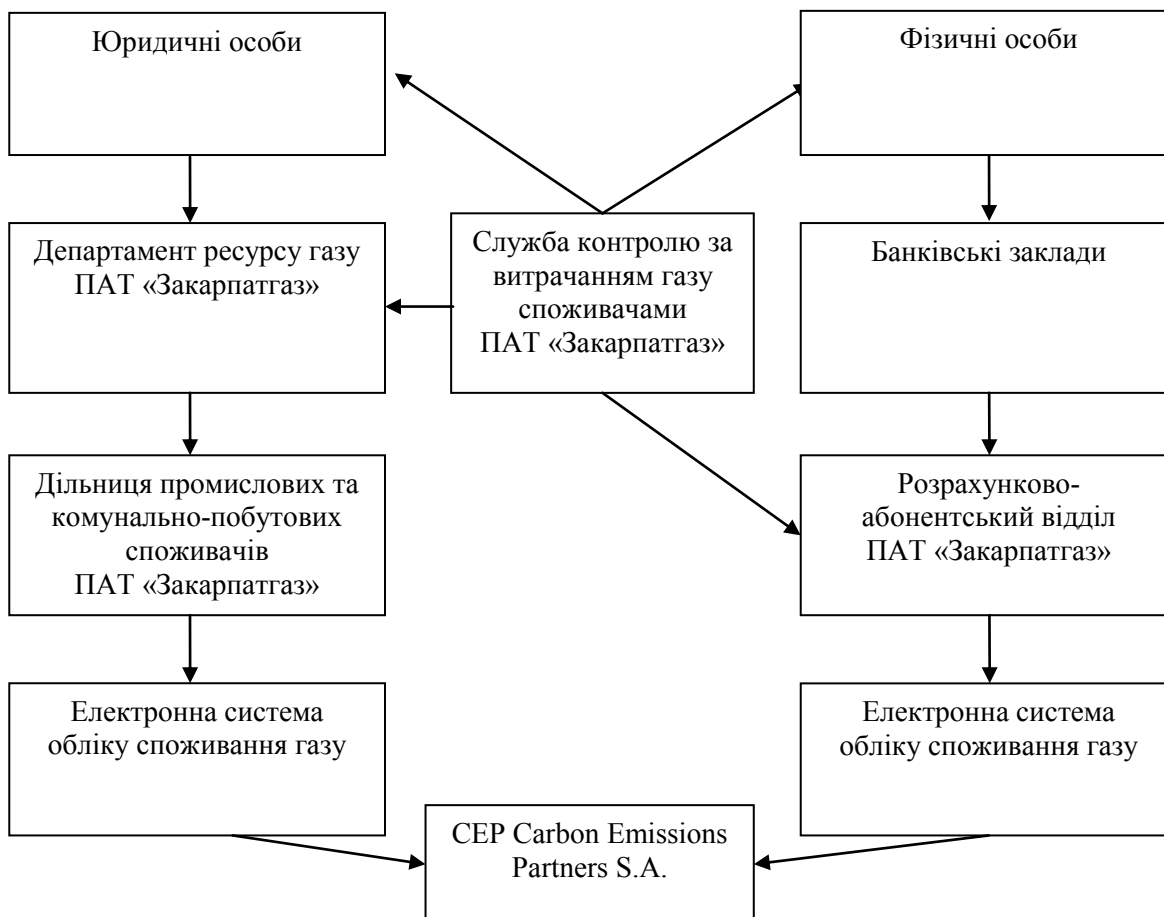 Юридичні особи
Фізичні особи
Департамент ресурсу газу
ПАТ «Закарпатгаз»
Служба контролю за
витрачанням газу
споживачами
ПАТ «Закарпатгаз»
Банківські заклади
Дільниця промислових та
комунально-побутових
споживачів
ПАТ «Закарпатгаз»
Розрахунково-
абонентський відділ
ПАТ «Закарпатгаз»
Електронна система
обліку споживання газу
Електронна система
обліку споживання газу
CEP Carbon Emissions
Partners S.A.